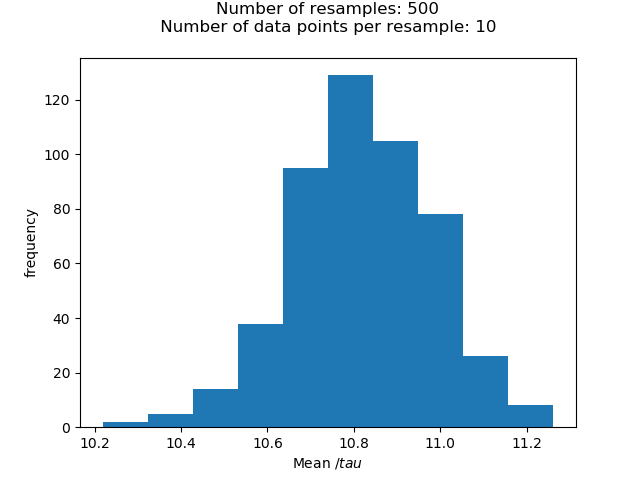 Number of resamples: 500
Number of data points per resample: 10
120
100
80
60
40
20
0
frequency
10.2 10.4 10.6 10.8 11.0 11.2
Mean /tau